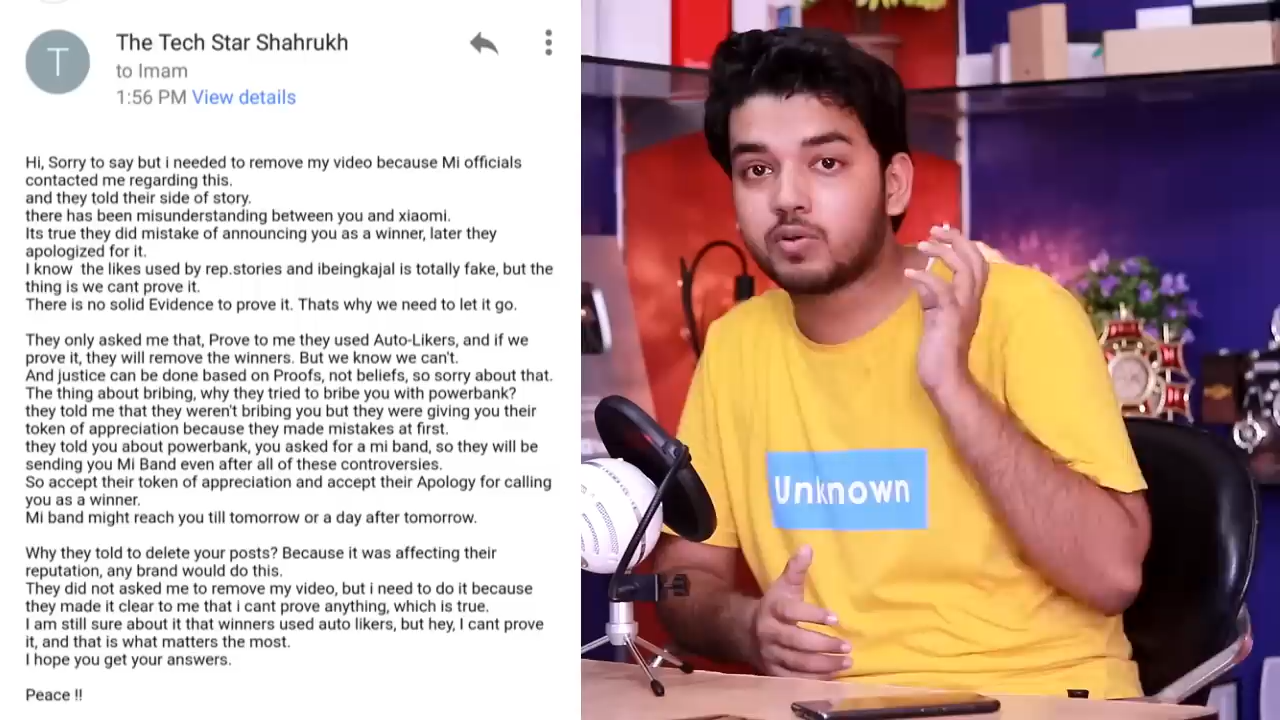 T
The Tech Star Shahrukh
to Imam
1:56 PM View details
Hi, Sorry to say but i needed to remove my video because Mi officials
contacted me regarding this.
and they told their side of story.
there has been misunderstanding between you and xiaomi.
Its true they did mistake of announcing you as a winner, later they
apologized for it.
I know the likes used by rep.stories and ibeingkajal is totally fake, but the
thing is we cant prove it.
There is no solid Evidence to prove it. Thats why we need to let it go.
They only asked me that, Prove to me they used Auto-Likers, and if we
prove it, they will remove the winners. But we know we can't.
And justice can be done based on Proofs, not beliefs, so sorry about that.
The thing about bribing, why they tried to bribe you with powerbank?
they told me that they weren't bribing you but they were giving you their
token of appreciation because they made mistakes at first.
they told you about powerbank, you asked for a mi band, so they will be
sending you Mi Band even after all of these controversies.
So accept their token of appreciation and accept their Apology for calling
you as a winner.
Mi band might reach you till tomorrow or a day after tomorrow.
Why they told to delete your posts? Because it was affecting their
reputation, any brand would do this.
They did not asked me to remove my video, but i need to do it because
they made it clear to me that i cant prove anything, which is true.
I am still sure about it that winners used auto likers, but hey, I cant prove
it, and that is what matters the most.
I hope you get your answers.
Peace !!
Unknown